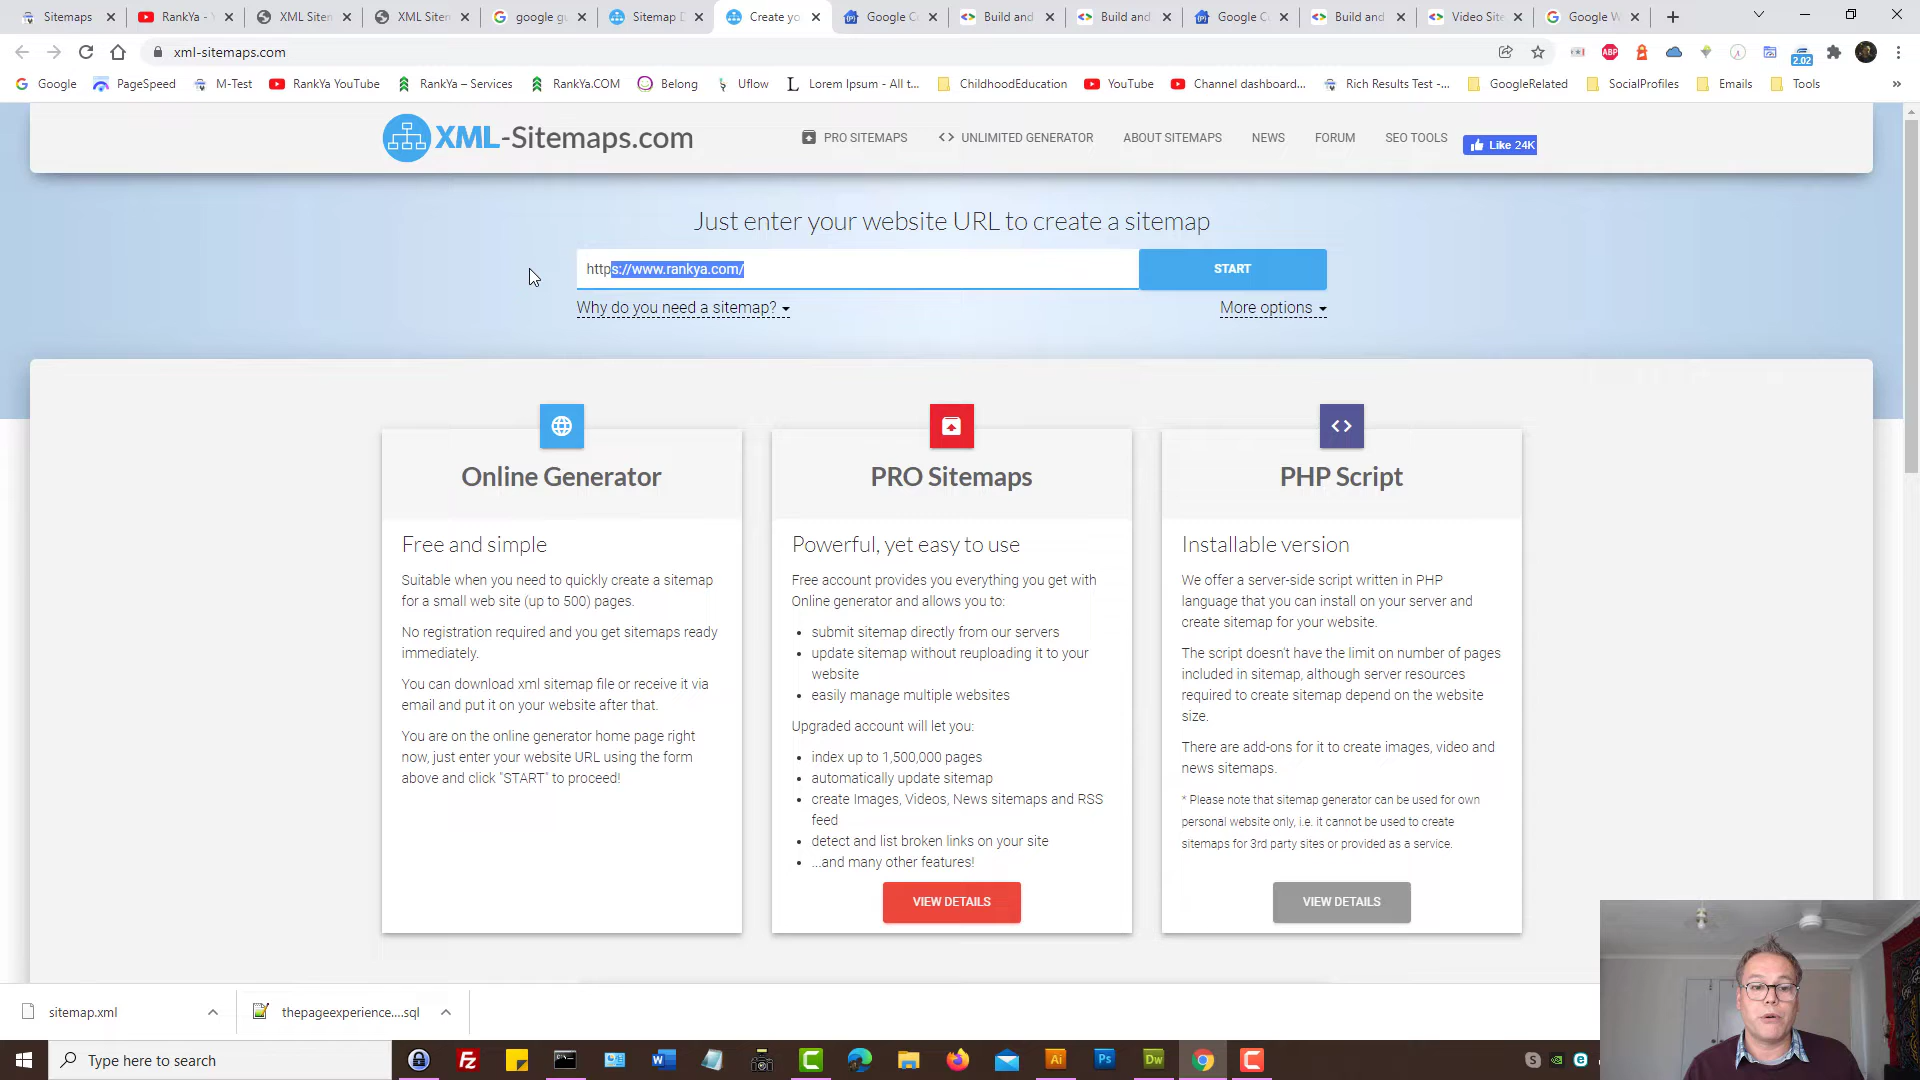 Sitemaps
RankYa -
XML Siten
XML Siten
google gu
Sitemap D
Create yo
Google C
Build and
Build and
Google C
Build and
Video Site
Google W
xml-sitemaps.com
ABP
2.02
Google
PageSpeed
M-Test
RankYa YouTube
RankYa – Services
RankYa.COM
Belong
Uflow
Lorem Ipsum - All t...
ChildhoodEducation
YouTube
Channel dashboard...
Rich Results Test -...
GoogleRelated
SocialProfiles
Emails
Tools
XML-Sitemaps.com
PRO SITEMAPS
UNLIMITED GENERATOR
ABOUT SITEMAPS
NEWS
FORUM
SEO TOOLS
Like 24K
Just enter your website URL to create a sitemap
https://www.rankya.com/
START
Why do you need a sitemap?
More options
Online Generator
Free and simple
Suitable when you need to quickly create a sitemap
for a small web site (up to 500) pages.
No registration required and you get sitemaps ready
immediately.
You can download xml sitemap file or receive it via
email and put it on your website after that.
You are on the online generator home page right
now, just enter your website URL using the form
above and click "START" to proceed!
PRO Sitemaps
Powerful, yet easy to use
Free account provides you everything you get with
Online generator and allows you to:
• submit sitemap directly from our servers
• update sitemap without reuploading it to your
website
• easily manage multiple websites
Upgraded account will let you:
• index up to 1,500,000 pages
• automatically update sitemap
• create Images, Videos, News sitemaps and RSS
feed
• detect and list broken links on your site
• ...and many other features!
VIEW DETAILS
PHP Script
Installable version
We offer a server-side script written in PHP
language that you can install on your server and
create sitemap for your website.
The script doesn't have the limit on number of pages
included in sitemap, although server resources
required to create sitemap depend on the website
size.
There are add-ons for it to create images, video and
news sitemaps.
* Please note that sitemap generator can be used for own
personal website only, i.e. it cannot be used to create
sitemaps for 3rd party sites or provided as a service.
VIEW DETAILS
sitemap.xml
thepageexperience....sql
Type here to search